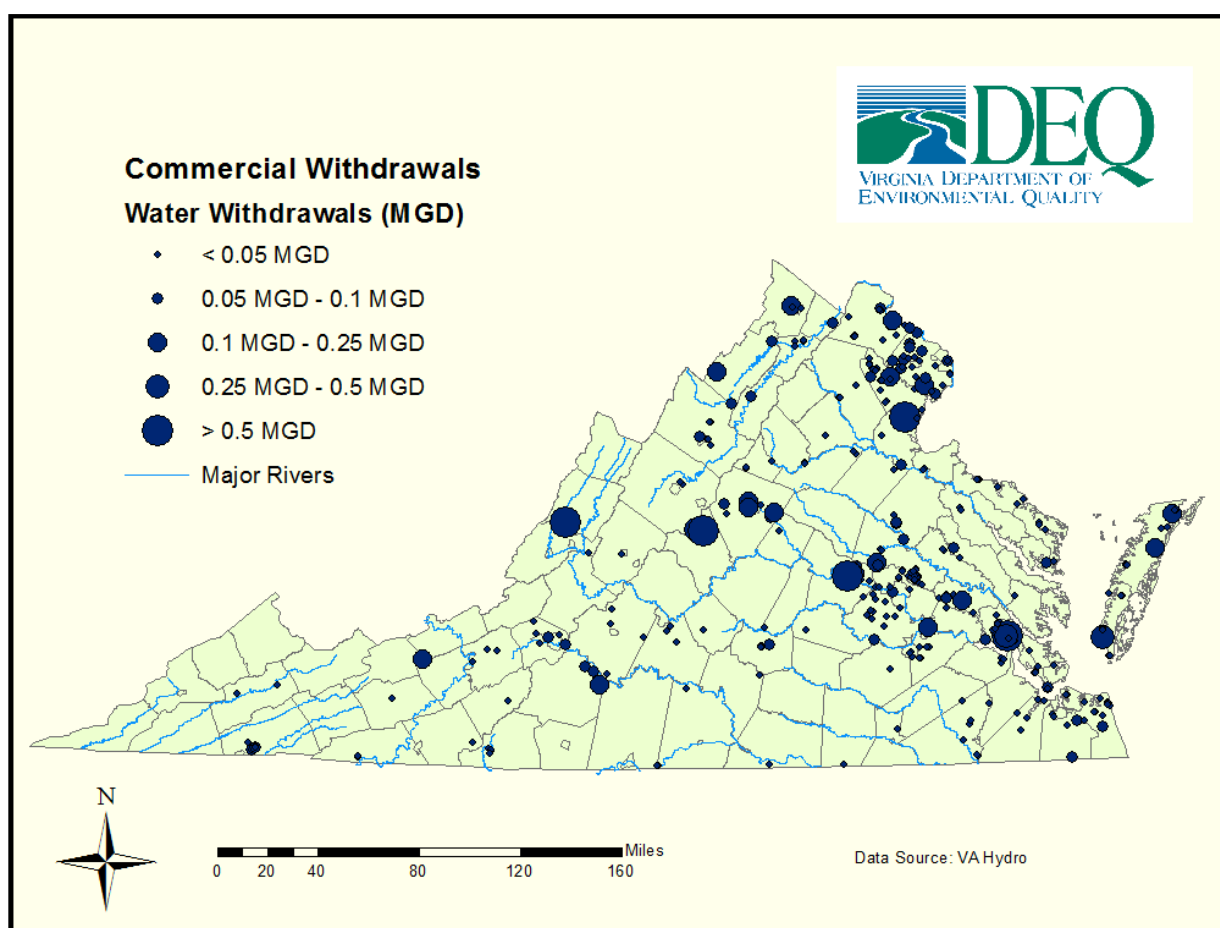 DEQ
VIRGINIA DEPARTMENT OF
ENVIRONMENTAL QUALITY
Commercial Withdrawals
Water Withdrawals (MGD)
< 0.05 MGD
0.05 MGD - 0.1 MGD
0.1 MGD - 0.25 MGD
0.25 MGD - 0.5 MGD
> 0.5 MGD
Major Rivers
N
Miles
0 20 40 80 120 160
Data Source: VA Hydro